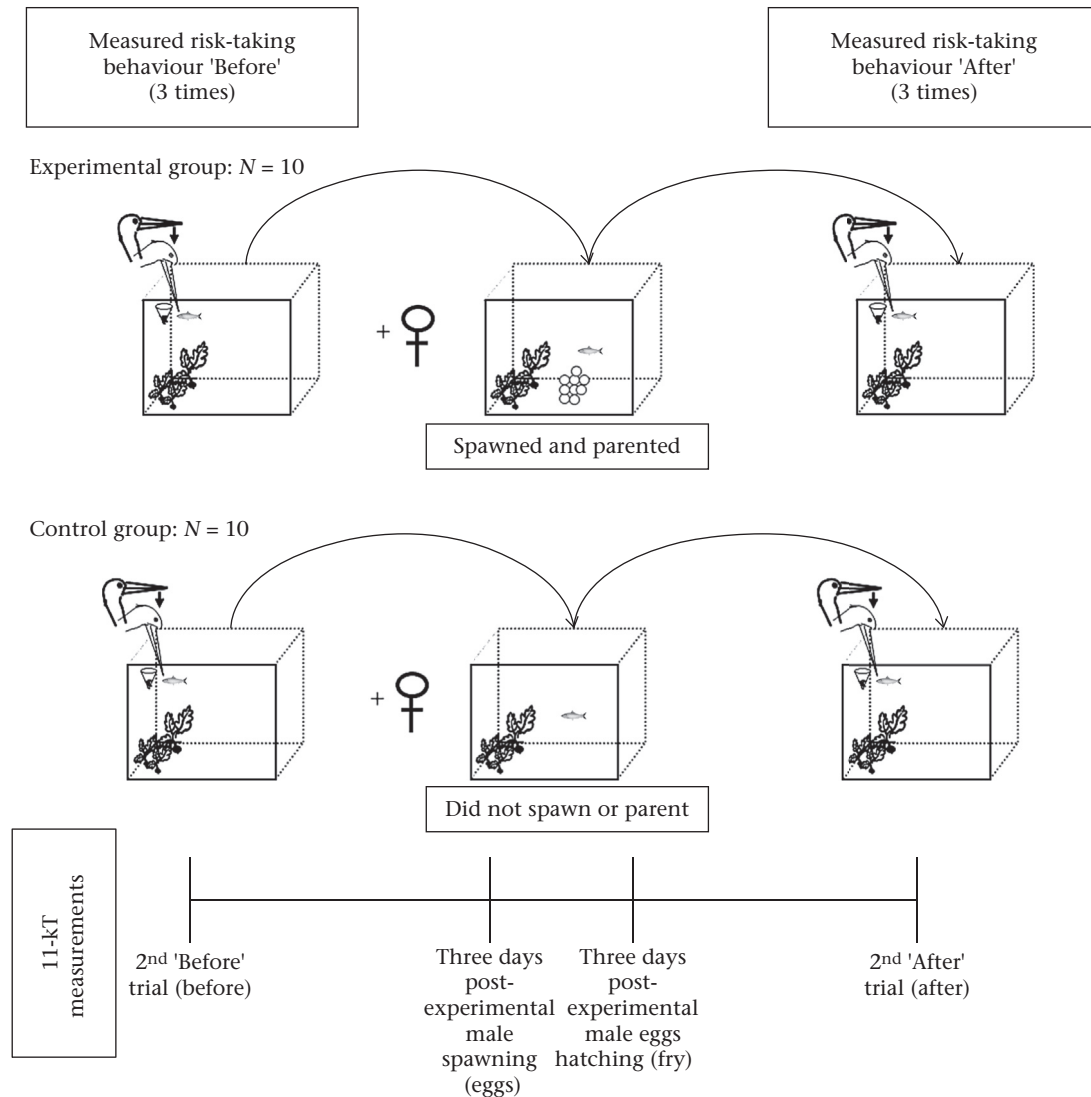 Measured risk-taking
behaviour 'Before'
(3 times)
Measured risk-taking
behaviour 'After'
(3 times)
Experimental group: N = 10
+
Spawned and parented
Control group: N = 10
+
Did not spawn or parent
11-kT
measurements
2nd 'Before'
trial (before)
Three days
post-
experimental
male
spawning
(eggs)
Three days
post-
experimental
male eggs
hatching (fry)
2nd 'After'
trial (after)